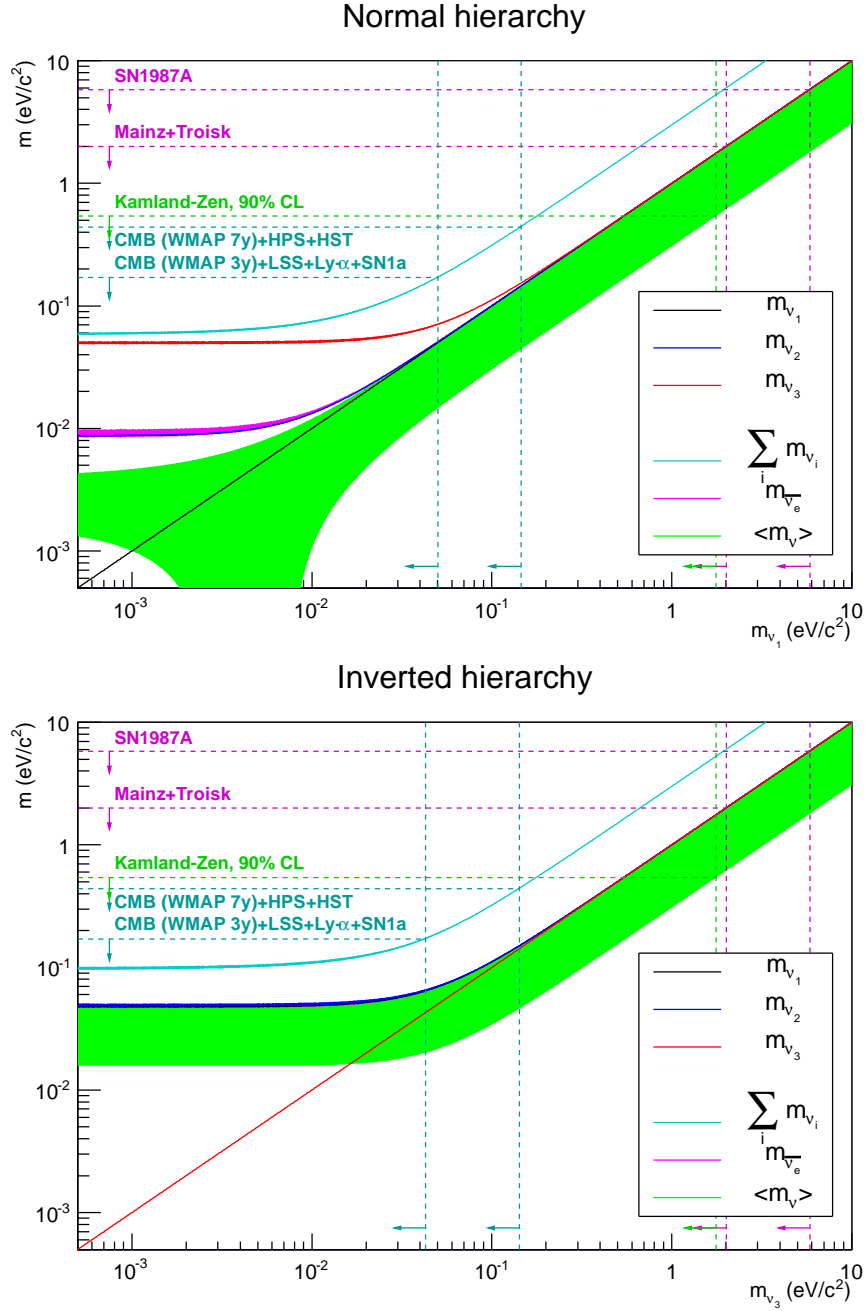 Normal hierarchy
m (eV/c²)
10
SN1987A
Mainz+Troisk
1
Kamland-Zen, 90% CL
CMB (WMAP 7y)+HPS+HST
CMB (WMAP 3y)+LSS+Ly-α+SN1a
10⁻¹
m_ν₁
m_ν₂
m_ν₃
10⁻²
∑_i m_νᵢ
m_ν̅ₑ
<m_ν>
10⁻³
10⁻³ 10⁻² 10⁻¹ 1 10
m_ν₁ (eV/c²)
Inverted hierarchy
m (eV/c²)
10
SN1987A
Mainz+Troisk
1
Kamland-Zen, 90% CL
CMB (WMAP 7y)+HPS+HST
CMB (WMAP 3y)+LSS+Ly-α+SN1a
10⁻¹
m_ν₁
m_ν₂
m_ν₃
10⁻²
∑_i m_νᵢ
m_ν̅ₑ
<m_ν>
10⁻³
10⁻³ 10⁻² 10⁻¹ 1 10
m_ν₃ (eV/c²)